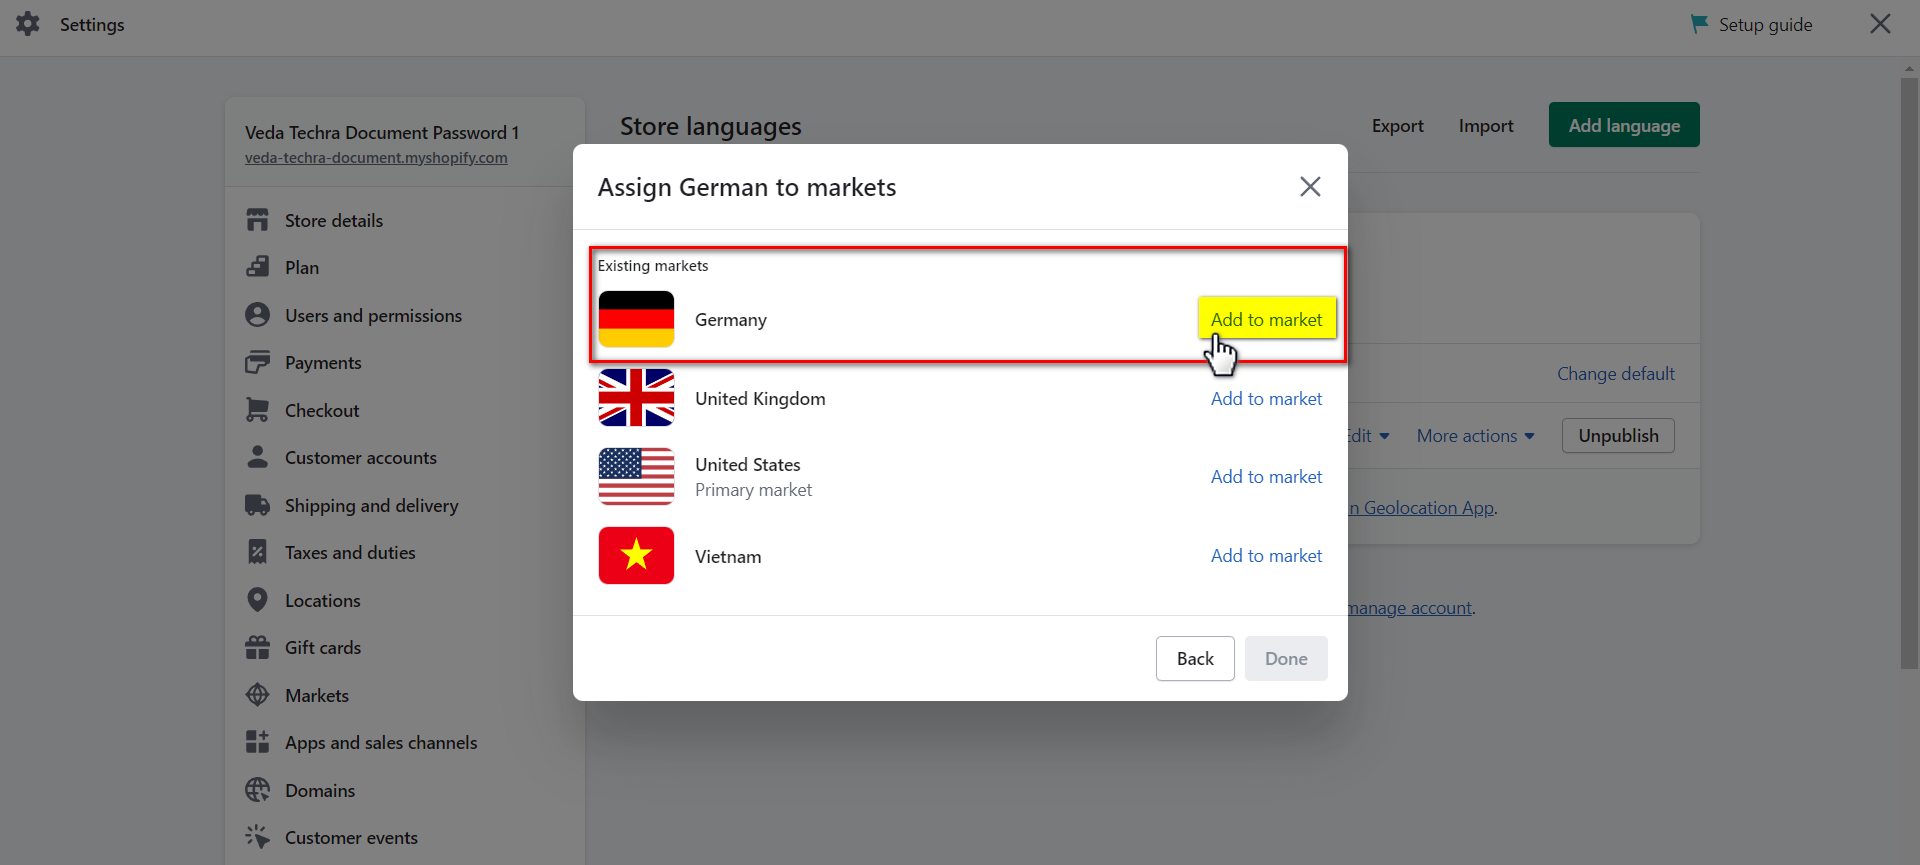 Settings
Setup guide
Veda Techra Document Password 1
veda-techra-document.myshopify.com
Store details
Plan
Users and permissions
Payments
Checkout
Customer accounts
Shipping and delivery
Taxes and duties
Locations
Gift cards
Markets
Apps and sales channels
Domains
Customer events
Store languages
Export
Import
Add language
Assign German to markets
Existing markets
Germany
Add to market
United Kingdom
Add to market
United States
Primary market
Add to market
Vietnam
Add to market
Back
Done
Change default
More actions
Unpublish
Geolocation App.
account.